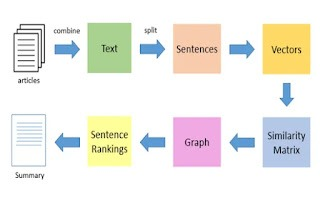 combine
split
Text
Sentences
Vectors
articles
Sentence
Rankings
Graph
Similarity
Matrix
Summary